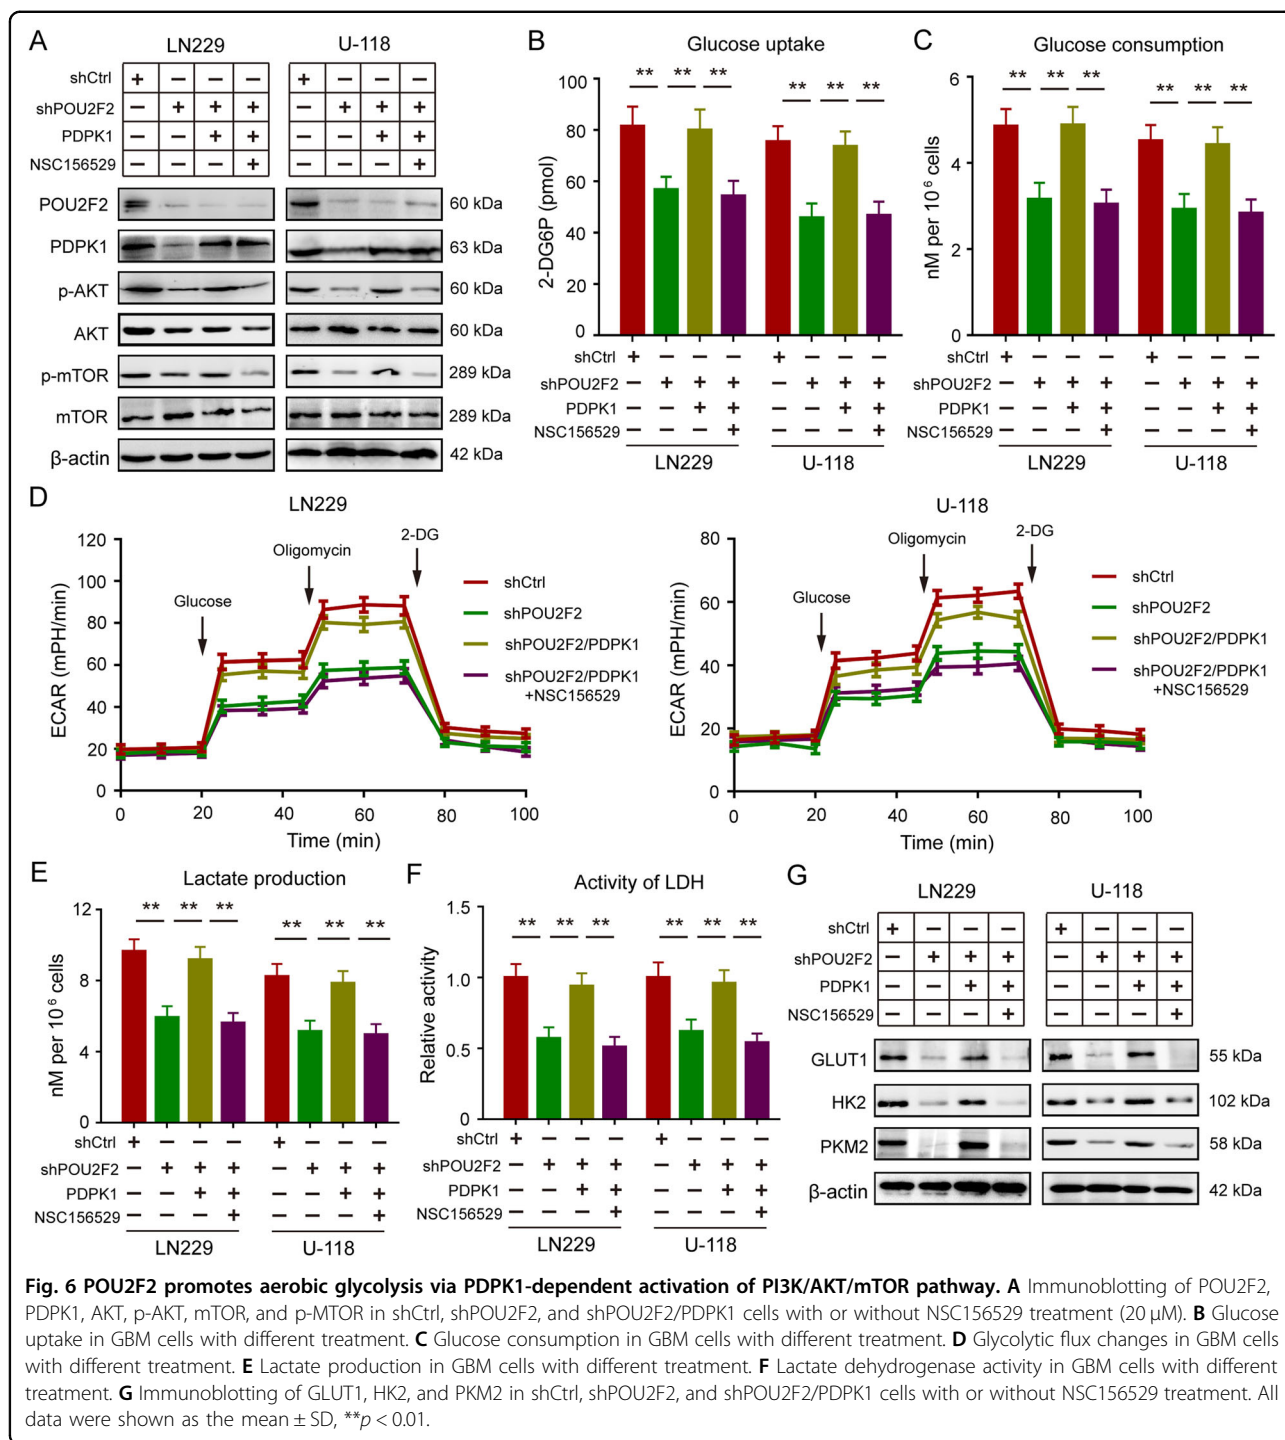 A
LN229
U-118
shCtrl + − − − + − − −
shPOU2F2 − + + + − + + +
PDPK1 − − + + − − + +
NSC156529 − − − + − − − +
POU2F2 60 kDa
PDPK1 63 kDa
p-AKT 60 kDa
AKT 60 kDa
p-mTOR 289 kDa
mTOR 289 kDa
β-actin 42 kDa
B
Glucose uptake
** ** ** ** ** **
2-DG6P (pmol)
100
80
60
40
20
0
shCtrl + − − − + − − −
shPOU2F2 − + + + − + + +
PDPK1 − − + + − − + +
NSC156529 − − − + − − − +
LN229 U-118
C
Glucose consumption
** ** ** ** ** **
nM per 10⁶ cells
6
4
2
0
shCtrl + − − − + − − −
shPOU2F2 − + + + − + + +
PDPK1 − − + + − − + +
NSC156529 − − − + − − − +
LN229 U-118
D
LN229
ECAR (mPH/min)
120
100
80
60
40
20
0
0 20 40 60 80 100
Time (min)
Glucose
Oligomycin
2-DG
shCtrl
shPOU2F2
shPOU2F2/PDPK1
shPOU2F2/PDPK1
+NSC156529
U-118
ECAR (mPH/min)
80
60
40
20
0
0 20 40 60 80 100
Time (min)
Glucose
Oligomycin
2-DG
shCtrl
shPOU2F2
shPOU2F2/PDPK1
shPOU2F2/PDPK1
+NSC156529
E
Lactate production
** ** ** ** ** **
nM per 10⁶ cells
12
8
4
0
shCtrl + − − − + − − −
shPOU2F2 − + + + − + + +
PDPK1 − − + + − − + +
NSC156529 − − − + − − − +
LN229 U-118
F
Activity of LDH
** ** ** ** ** **
Relative activity
1.5
1.0
0.5
0
shCtrl + − − − + − − −
shPOU2F2 − + + + − + + +
PDPK1 − − + + − − + +
NSC156529 − − − + − − − +
LN229 U-118
G
LN229 U-118
shCtrl + − − − + − − −
shPOU2F2 − + + + − + + +
PDPK1 − − + + − − + +
NSC156529 − − − + − − − +
GLUT1 55 kDa
HK2 102 kDa
PKM2 58 kDa
β-actin 42 kDa
Fig. 6 POU2F2 promotes aerobic glycolysis via PDPK1-dependent activation of PI3K/AKT/mTOR pathway. A Immunoblotting of POU2F2,
PDPK1, AKT, p-AKT, mTOR, and p-MTOR in shCtrl, shPOU2F2, and shPOU2F2/PDPK1 cells with or without NSC156529 treatment (20 μM). B Glucose
uptake in GBM cells with different treatment. C Glucose consumption in GBM cells with different treatment. D Glycolytic flux changes in GBM cells
with different treatment. E Lactate production in GBM cells with different treatment. F Lactate dehydrogenase activity in GBM cells with different
treatment. G Immunoblotting of GLUT1, HK2, and PKM2 in shCtrl, shPOU2F2, and shPOU2F2/PDPK1 cells with or without NSC156529 treatment. All
data were shown as the mean ± SD, **p < 0.01.